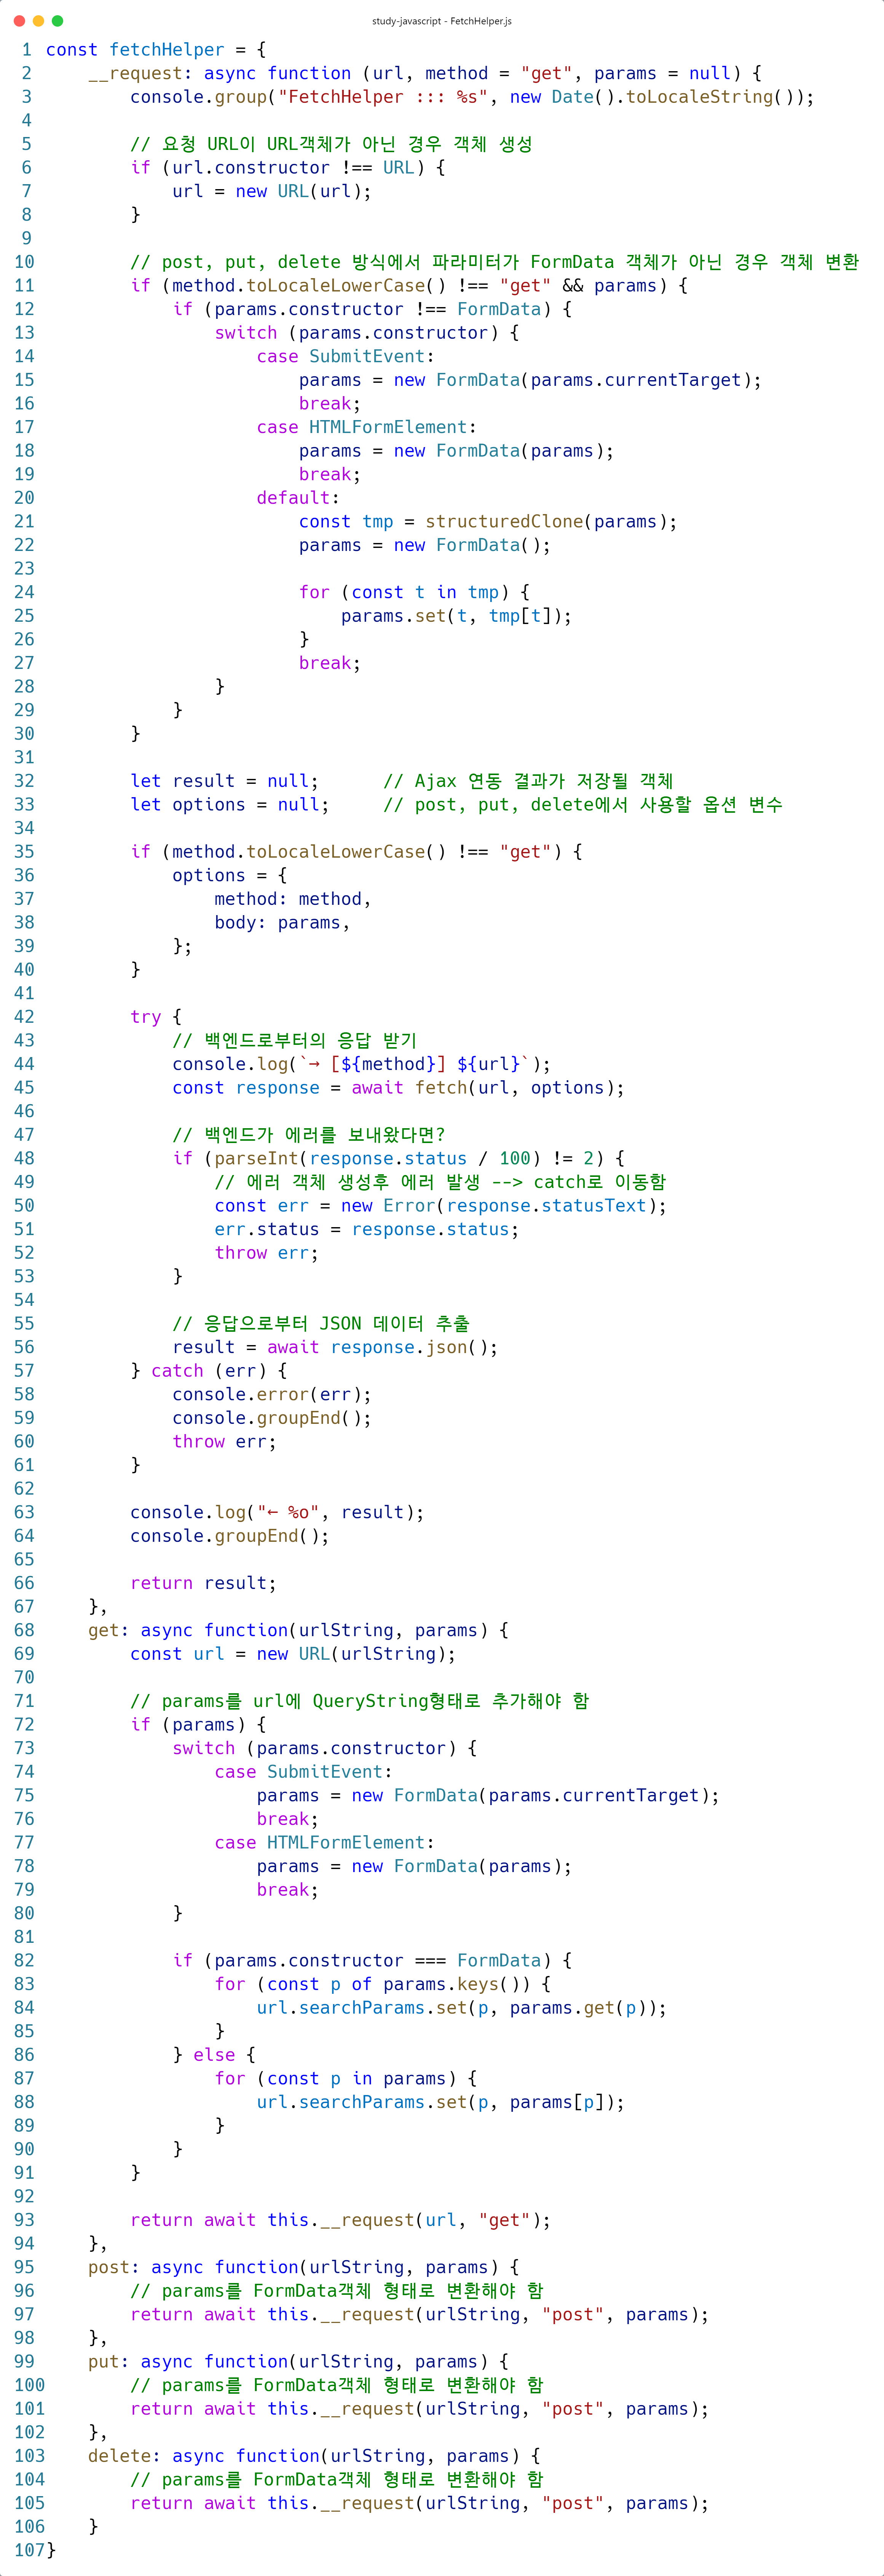 study-javascript - FetchHelper.js
1 const fetchHelper = {
2     __request: async function (url, method = "get", params = null) {
3         console.group("FetchHelper ::: %s", new Date().toLocaleString());
4
5         // 요청 URL이 URL객체가 아닌 경우 객체 생성
6         if (url.constructor !== URL) {
7             url = new URL(url);
8         }
9
10         // post, put, delete 방식에서 파라미터가 FormData 객체가 아닌 경우 객체 변환
11         if (method.toLocaleLowerCase() !== "get" && params) {
12             if (params.constructor !== FormData) {
13                 switch (params.constructor) {
14                     case SubmitEvent:
15                         params = new FormData(params.currentTarget);
16                         break;
17                     case HTMLFormElement:
18                         params = new FormData(params);
19                         break;
20                     default:
21                         const tmp = structuredClone(params);
22                         params = new FormData();
23
24                         for (const t in tmp) {
25                             params.set(t, tmp[t]);
26                         }
27                         break;
28                 }
29             }
30         }
31
32         let result = null;      // Ajax 연동 결과가 저장될 객체
33         let options = null;     // post, put, delete에서 사용할 옵션 변수
34
35         if (method.toLocaleLowerCase() !== "get") {
36             options = {
37                 method: method,
38                 body: params,
39             };
40         }
41
42         try {
43             // 백엔드로부터의 응답 받기
44             console.log(`→ [${method}] ${url}`);
45             const response = await fetch(url, options);
46
47             // 백엔드가 에러를 보내왔다면?
48             if (parseInt(response.status / 100) != 2) {
49                 // 에러 객체 생성후 에러 발생 --> catch로 이동함
50                 const err = new Error(response.statusText);
51                 err.status = response.status;
52                 throw err;
53             }
54
55             // 응답으로부터 JSON 데이터 추출
56             result = await response.json();
57         } catch (err) {
58             console.error(err);
59             console.groupEnd();
60             throw err;
61         }
62
63         console.log("← %o", result);
64         console.groupEnd();
65
66         return result;
67     },
68     get: async function(urlString, params) {
69         const url = new URL(urlString);
70
71         // params를 url에 QueryString형태로 추가해야 함
72         if (params) {
73             switch (params.constructor) {
74                 case SubmitEvent:
75                     params = new FormData(params.currentTarget);
76                     break;
77                 case HTMLFormElement:
78                     params = new FormData(params);
79                     break;
80             }
81
82             if (params.constructor === FormData) {
83                 for (const p of params.keys()) {
84                     url.searchParams.set(p, params.get(p));
85                 }
86             } else {
87                 for (const p in params) {
88                     url.searchParams.set(p, params[p]);
89                 }
90             }
91         }
92
93         return await this.__request(url, "get");
94     },
95     post: async function(urlString, params) {
96         // params를 FormData객체 형태로 변환해야 함
97         return await this.__request(urlString, "post", params);
98     },
99     put: async function(urlString, params) {
100         // params를 FormData객체 형태로 변환해야 함
101         return await this.__request(urlString, "post", params);
102     },
103     delete: async function(urlString, params) {
104         // params를 FormData객체 형태로 변환해야 함
105         return await this.__request(urlString, "post", params);
106     }
107 }